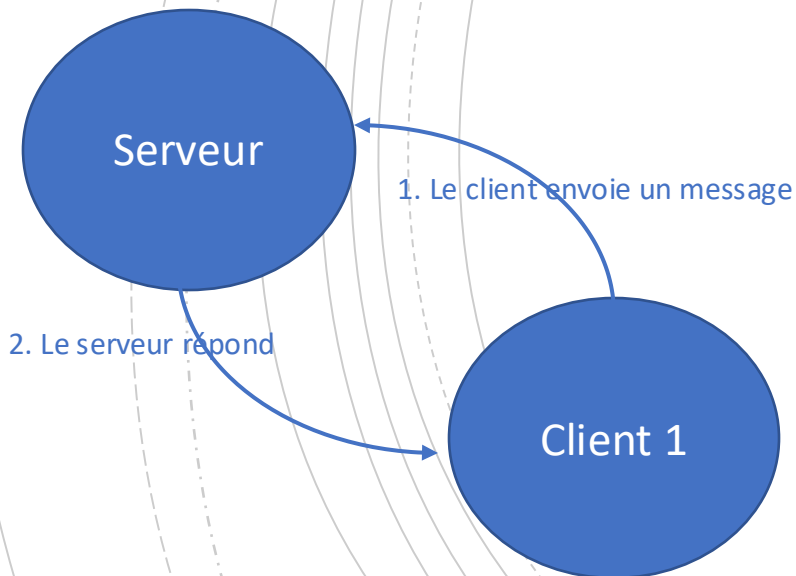 Serveur
1. Le client envoie un message
2. Le serveur répond
Client 1